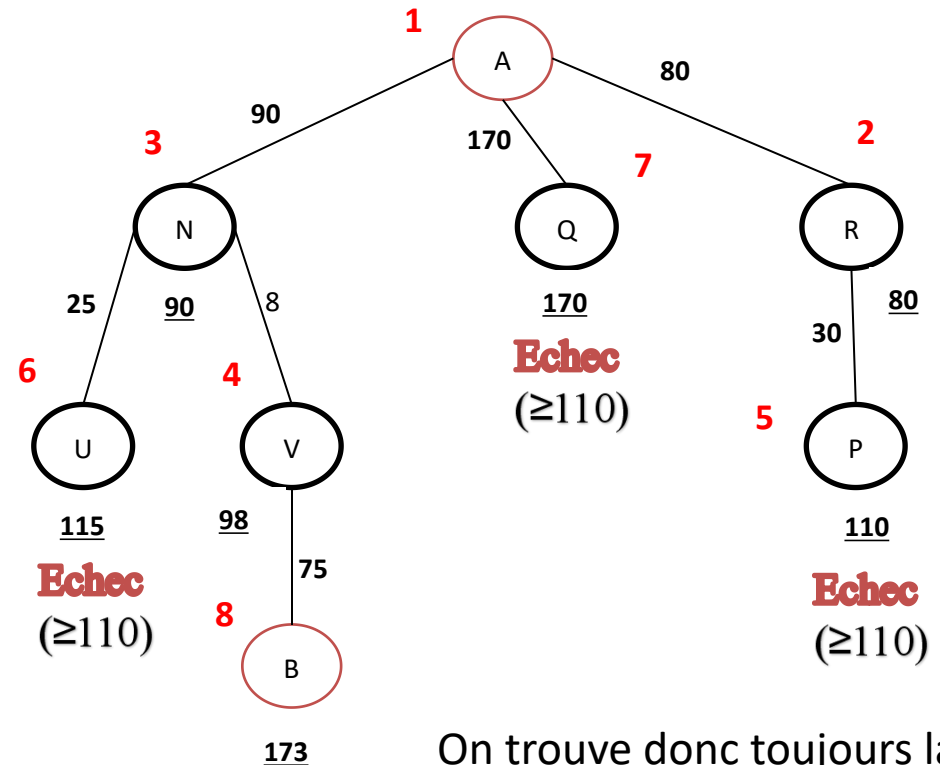 1
A
90
170
80
3
7
2
N
Q
R
25
90
8
170
80
Echec
(≥110)
30
6
4
5
U
V
P
115
98
110
Echec
(≥110)
75
Echec
(≥110)
8
B
173
On trouve donc toujours la